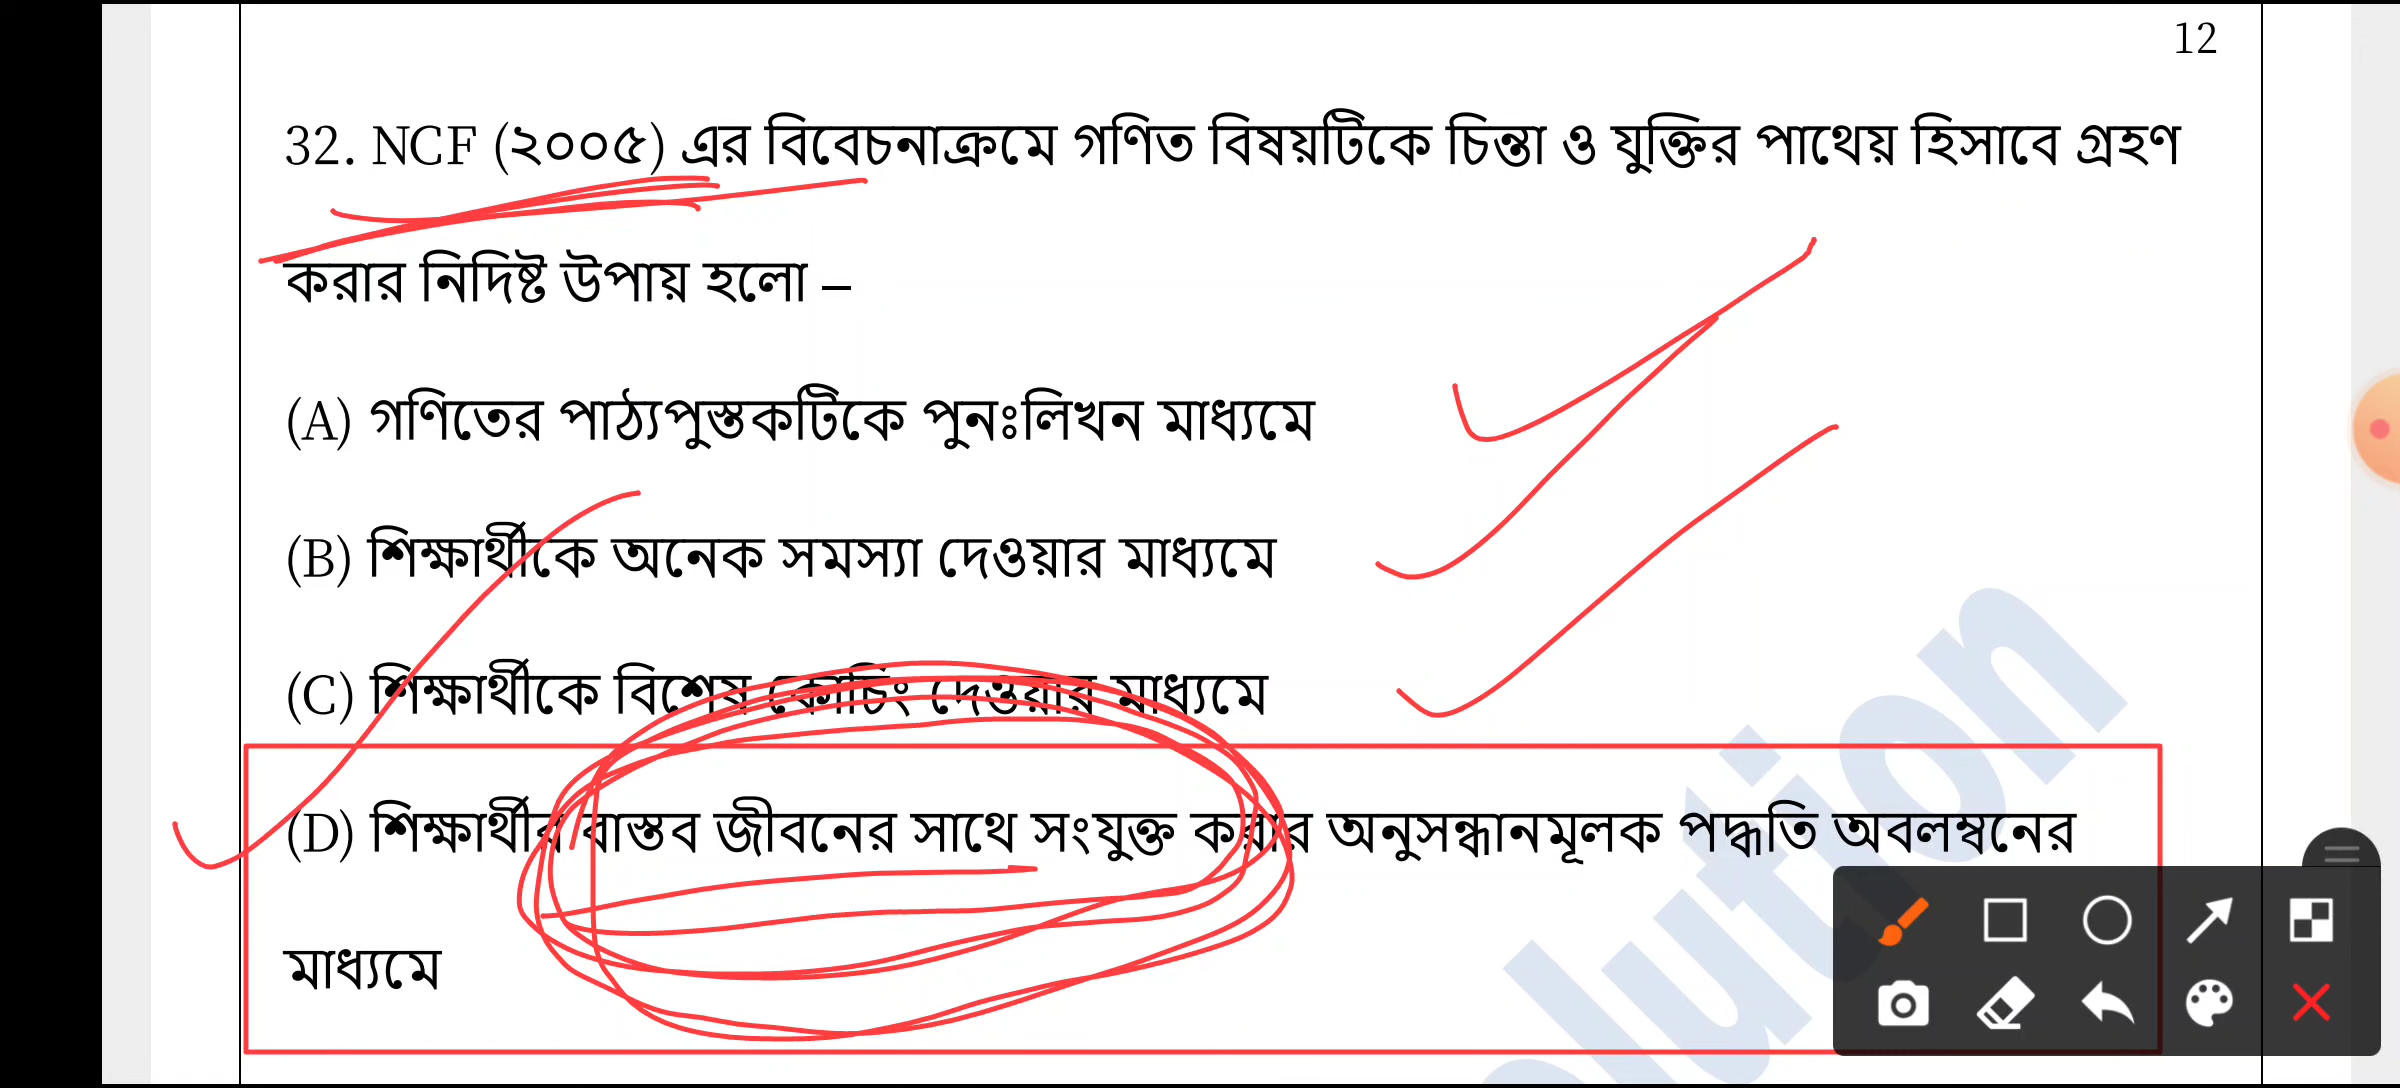 12
32. NCF (২০০৫) এর বিবেচনাক্রমে গণিত বিষয়টিকে চিন্তা ও যুক্তির পাথেয় হিসাবে গ্রহণ
করার নিদিষ্ট উপায় হলো –
(A) গণিতের পাঠ্যপুস্তকটিকে পুনঃলিখন মাধ্যমে
(B) শিক্ষার্থীকে অনেক সমস্যা দেওয়ার মাধ্যমে
(C) শিক্ষার্থীকে বিশেষ কোচিং দেওয়ার মাধ্যমে
(D) শিক্ষার্থীর বাস্তব জীবনের সাথে সংযুক্ত করার অনুসন্ধানমূলক পদ্ধতি অবলম্বনের
মাধ্যমে